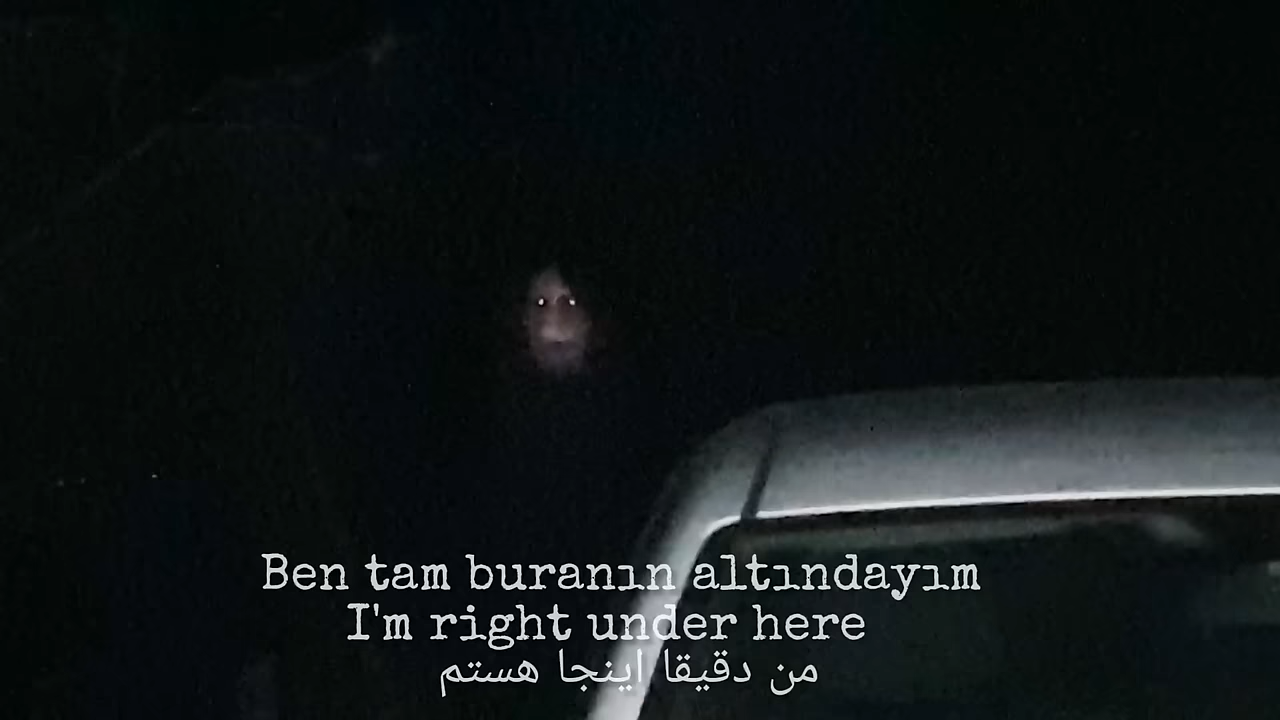 Ben tam buranın altındayım
I'm right under here
من دقیقا اینجا هستم